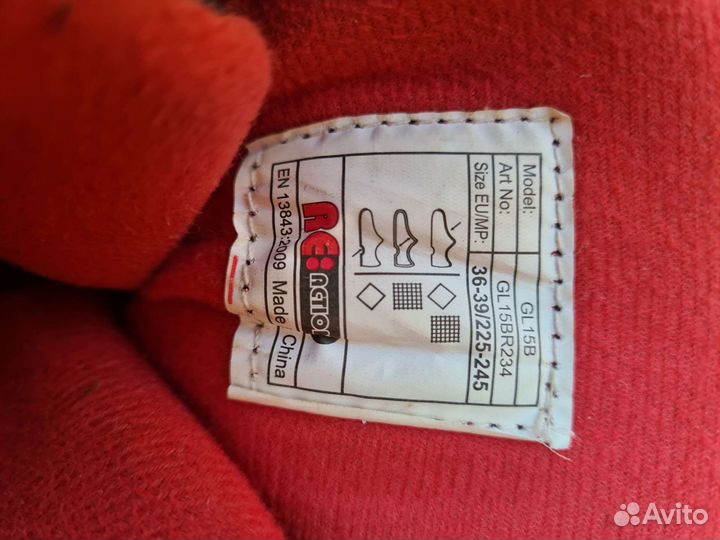 Model: GL15B
Art No: GL15BR234
Size EU/MP: 36-39/225-245
RE:ACTION
EN 13843:2009 Made China
Avito